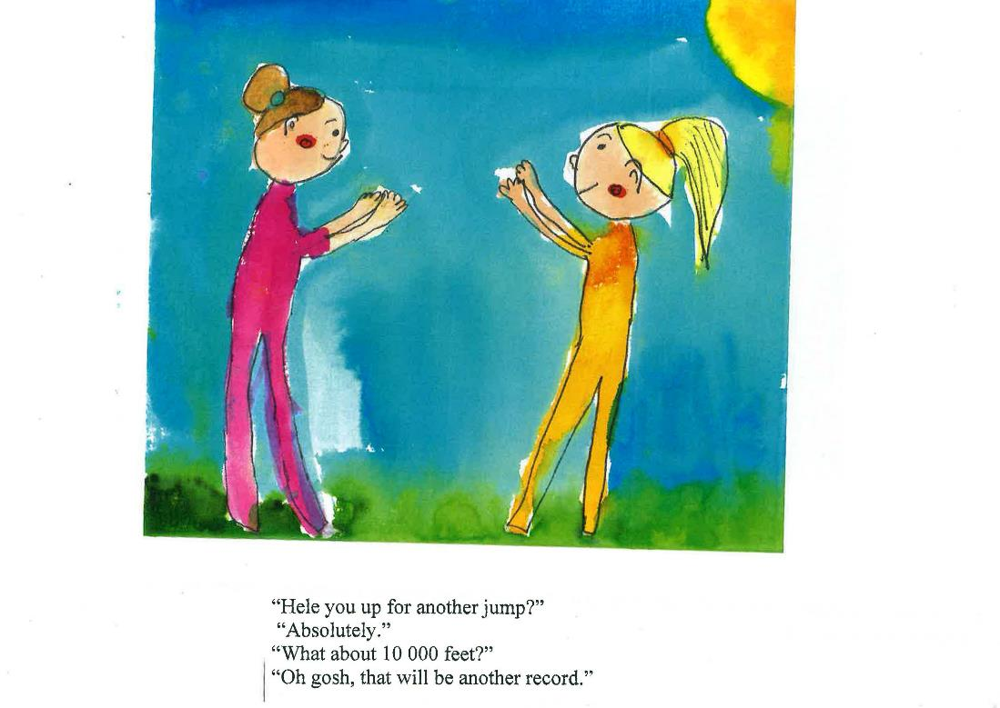 “Hele you up for another jump?”
“Absolutely.”
“What about 10 000 feet?”
“Oh gosh, that will be another record.”